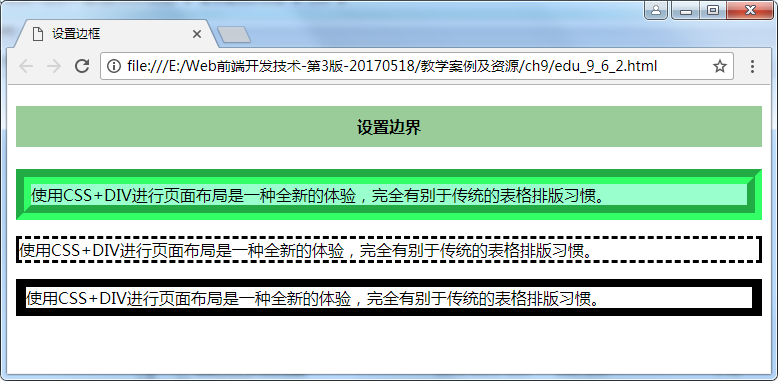 设置边框
file:///E:/Web前端开发技术-第3版-20170518/教学案例及资源/ch9/edu_9_6_2.html
设置边界
使用CSS+DIV进行页面布局是一种全新的体验，完全有别于传统的表格排版习惯。
使用CSS+DIV进行页面布局是一种全新的体验，完全有别于传统的表格排版习惯。
使用CSS+DIV进行页面布局是一种全新的体验，完全有别于传统的表格排版习惯。